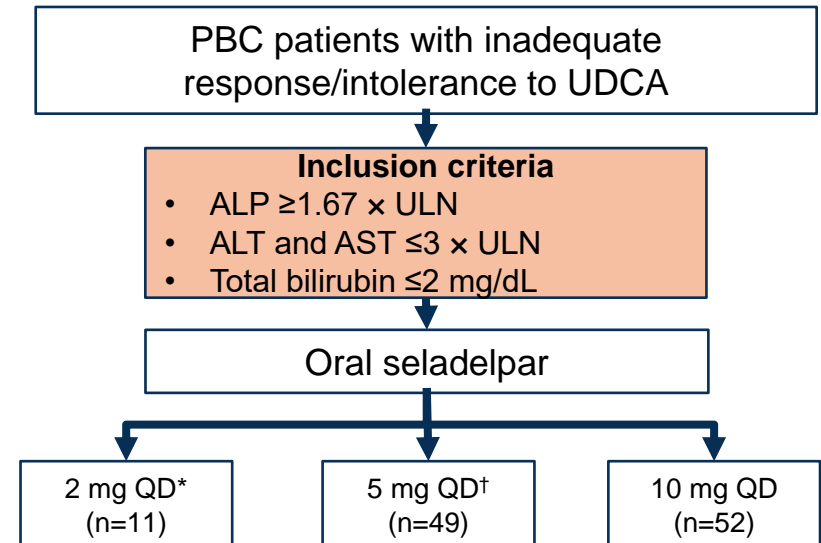 PBC patients with inadequate
response/intolerance to UDCA
Inclusion criteria
• ALP ≥1.67 × ULN
• ALT and AST ≤3 × ULN
• Total bilirubin ≤2 mg/dL
Oral seladelpar
2 mg QD*
(n=11)
5 mg QD†
(n=49)
10 mg QD
(n=52)